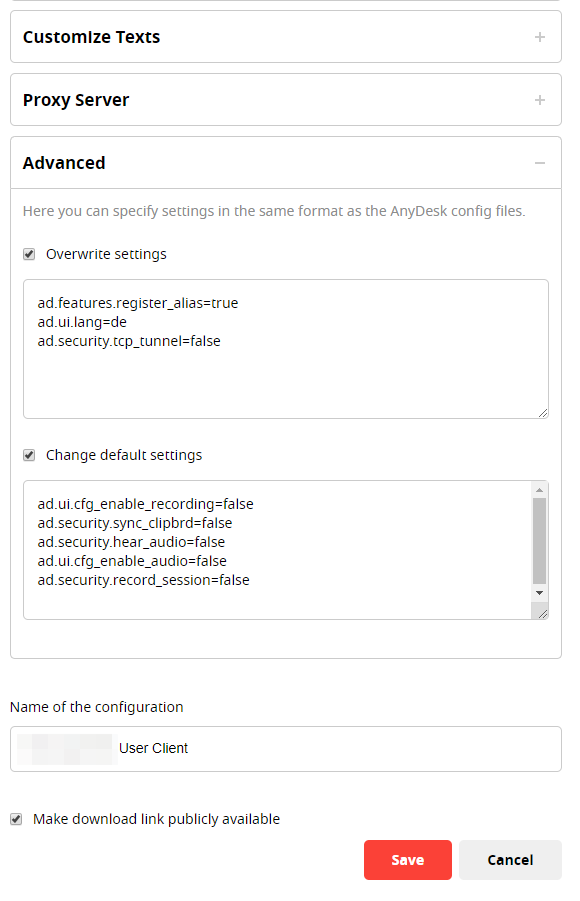 Customize Texts
Proxy Server
Advanced
Here you can specify settings in the same format as the AnyDesk config files.
Overwrite settings
ad.features.register_alias=true
ad.ui.lang=de
ad.security.tcp_tunnel=false
Change default settings
ad.ui.cfg_enable_recording=false
ad.security.sync_clipbrd=false
ad.security.hear_audio=false
ad.ui.cfg_enable_audio=false
ad.security.record_session=false
Name of the configuration
User Client
Make download link publicly available
Save Cancel